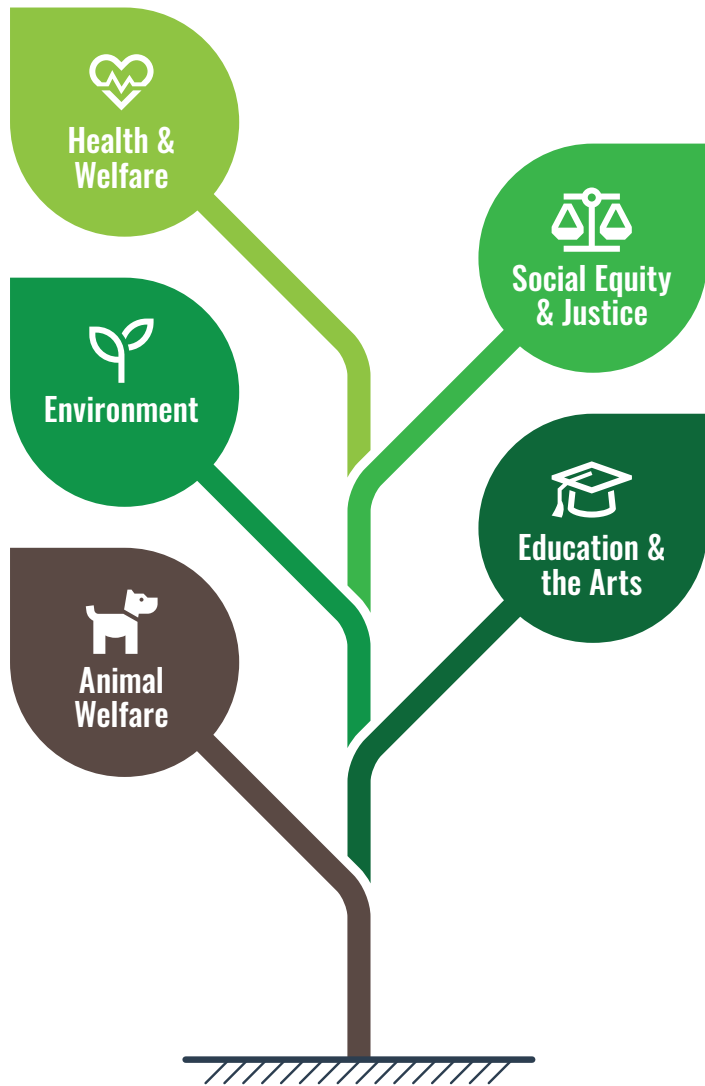 Health &
Welfare
Social Equity
& Justice
Environment
Education &
the Arts
Animal
Welfare